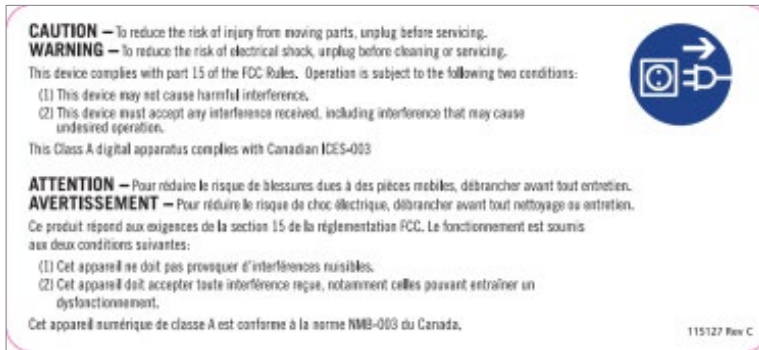 CAUTION – To reduce the risk of injury from moving parts, unplug before servicing.
WARNING – To reduce the risk of electrical shock, unplug before cleaning or servicing.
This device complies with part 15 of the FCC Rules. Operation is subject to the following two conditions:
(1) This device may not cause harmful interference.
(2) This device must accept any interference received, including interference that may cause
undesired operation.
This Class A digital apparatus complies with Canadian ICES-003
ATTENTION – Pour réduire le risque de blessures dues à des pièces mobiles, débrancher avant tout entretien.
AVERTISSEMENT – Pour réduire le risque de choc électrique, débrancher avant tout nettoyage ou entretien.
Ce produit répond aux exigences de la section 15 de la réglementation FCC. Le fonctionnement est soumis
aux deux conditions suivantes:
(1) Cet appareil ne doit pas provoquer d'interférences nuisibles.
(2) Cet appareil doit accepter toute interférence reçue, notamment celles pouvant entraîner un
dysfonctionnement.
Cet appareil numérique de classe A est conforme à la norme NMB-003 du Canada.
115127 Rev C